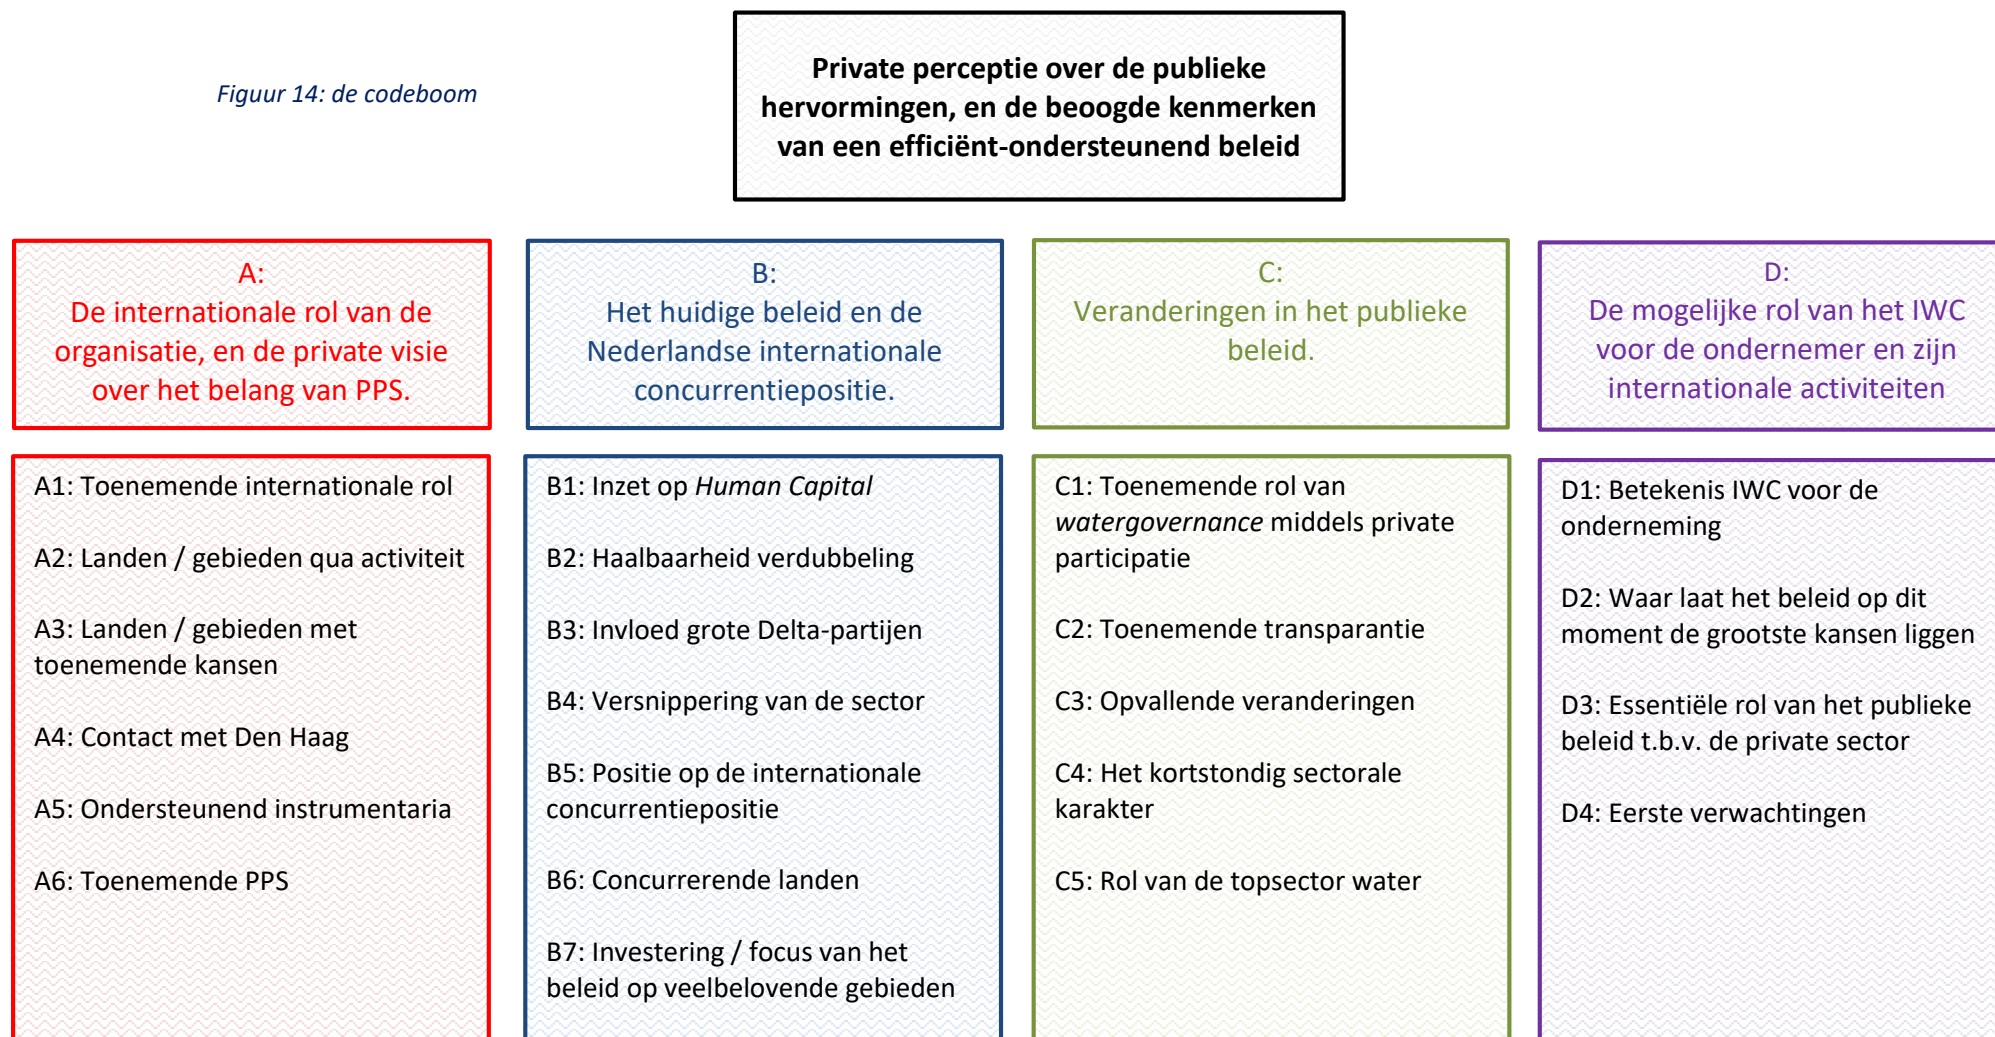 Figuur 14: de codeboom
Private perceptie over de publieke
hervormingen, en de beoogde kenmerken
van een efficiënt-ondersteunend beleid
A:
De internationale rol van de
organisatie, en de private visie
over het belang van PPS.
B:
Het huidige beleid en de
Nederlandse internationale
concurrentiepositie.
C:
Veranderingen in het publieke
beleid.
D:
De mogelijke rol van het IWC
voor de ondernemer en zijn
internationale activiteiten
A1: Toenemende internationale rol
A2: Landen / gebieden qua activiteit
A3: Landen / gebieden met
toenemende kansen
A4: Contact met Den Haag
A5: Ondersteunend instrumentaria
A6: Toenemende PPS
B1: Inzet op Human Capital
B2: Haalbaarheid verdubbeling
B3: Invloed grote Delta-partijen
B4: Versnippering van de sector
B5: Positie op de internationale
concurrentiepositie
B6: Concurrerende landen
B7: Investering / focus van het
beleid op veelbelovende gebieden
C1: Toenemende rol van
watergovernance middels private
participatie
C2: Toenemende transparantie
C3: Opvallende veranderingen
C4: Het kortstondig sectorale
karakter
C5: Rol van de topsector water
D1: Betekenis IWC voor de
onderneming
D2: Waar laat het beleid op dit
moment de grootste kansen liggen
D3: Essentiële rol van het publieke
beleid t.b.v. de private sector
D4: Eerste verwachtingen